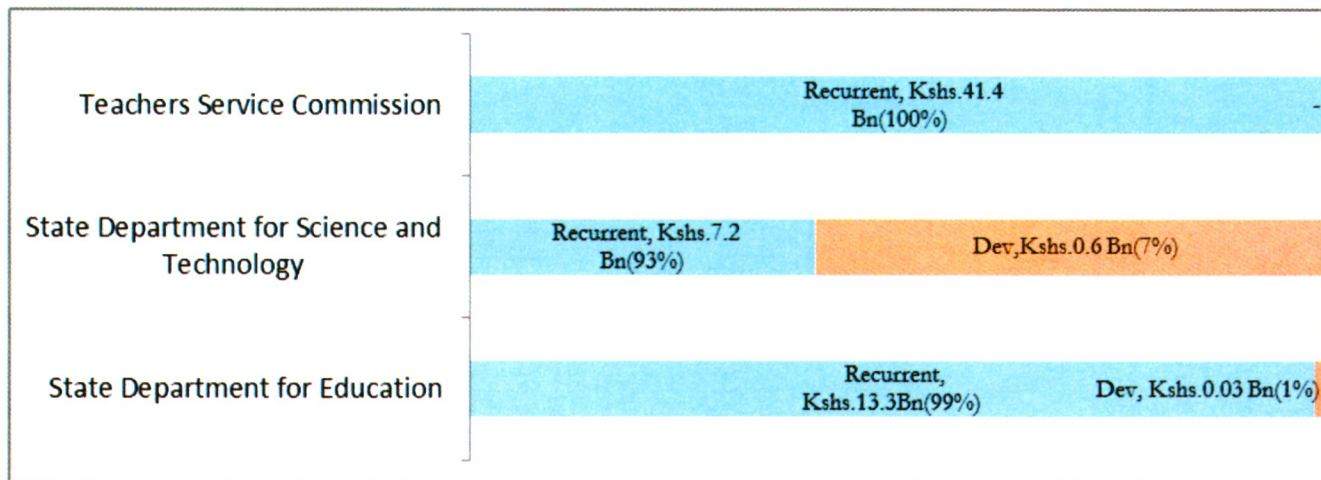 Teachers Service Commission
Recurrent, Kshs.41.4
Bn(100%)
-
State Department for Science and
Technology
Recurrent, Kshs.7.2
Bn(93%)
Dev,Kshs.0.6 Bn(7%)
State Department for Education
Recurrent,
Kshs.13.3Bn(99%)
Dev, Kshs.0.03 Bn(1%)